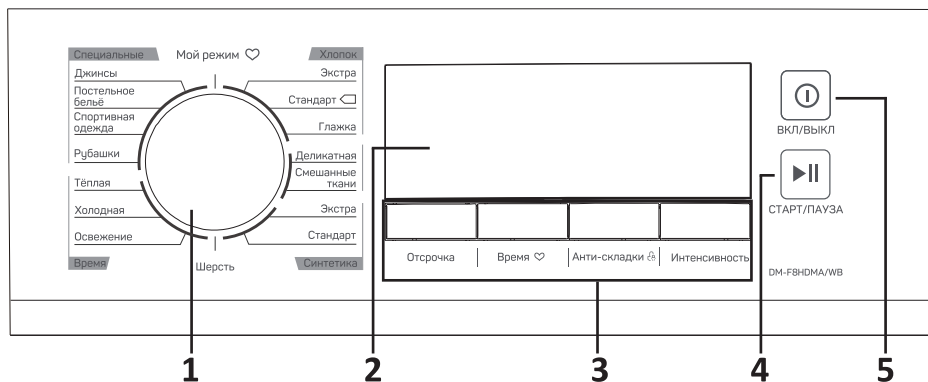 Специальные
Мой режим
Хлопок
Джинсы
Экстра
Постельное
бельё
Стандарт
Спортивная
одежда
Глажка
Рубашки
Деликатная
Смешанные
ткани
Тёплая
Холодная
Экстра
Освежение
Стандарт
Время
Шерсть
Синтетика
Отсрочка
Время
Анти-складки
Интенсивность
ВКЛ/ВЫКЛ
СТАРТ/ПАУЗА
DM-F8HDMA/WB
1
2
3
4
5